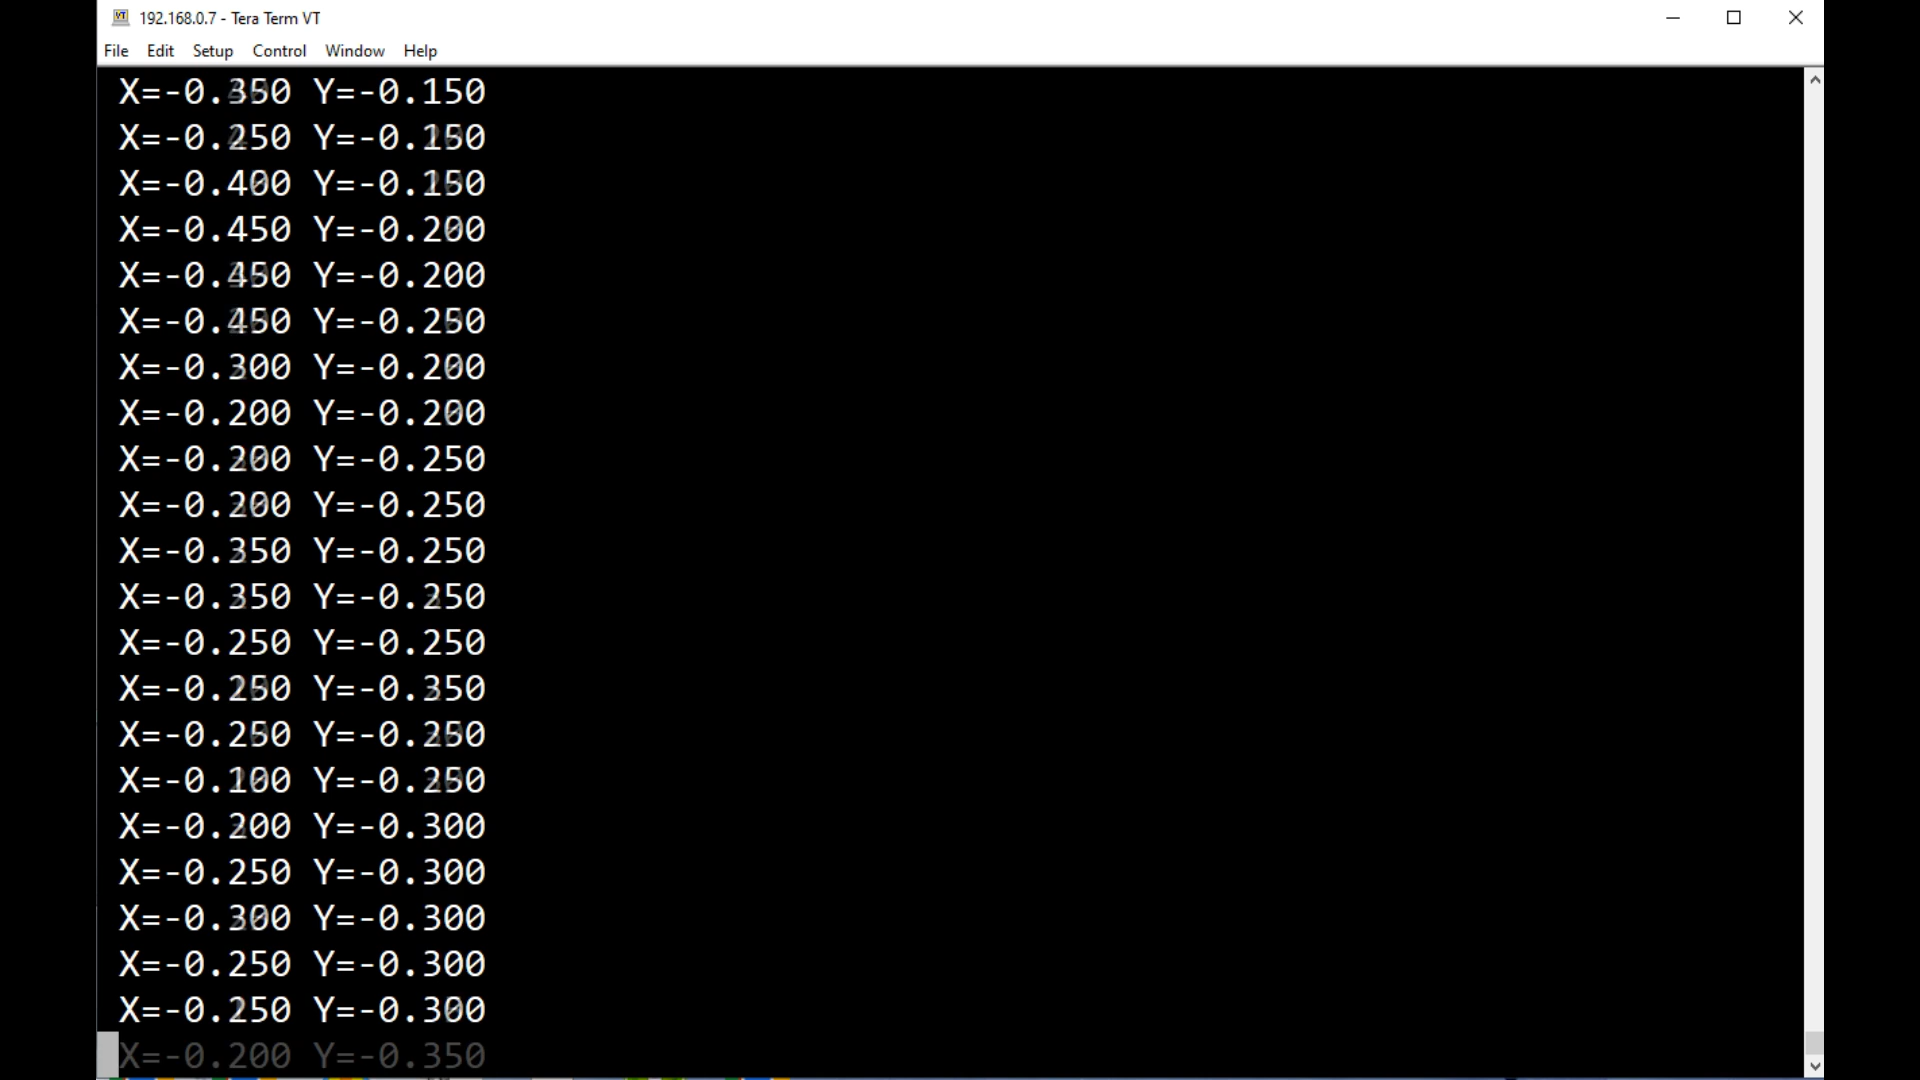 192.168.0.7 - Tera Term VT
File Edit Setup Control Window Help
X=-0.350 Y=-0.150
X=-0.250 Y=-0.150
X=-0.400 Y=-0.150
X=-0.450 Y=-0.200
X=-0.450 Y=-0.200
X=-0.450 Y=-0.250
X=-0.300 Y=-0.200
X=-0.200 Y=-0.200
X=-0.200 Y=-0.250
X=-0.200 Y=-0.250
X=-0.350 Y=-0.250
X=-0.350 Y=-0.250
X=-0.250 Y=-0.250
X=-0.250 Y=-0.350
X=-0.250 Y=-0.250
X=-0.100 Y=-0.250
X=-0.200 Y=-0.300
X=-0.250 Y=-0.300
X=-0.300 Y=-0.300
X=-0.250 Y=-0.300
X=-0.250 Y=-0.300
X=-0.200 Y=-0.350